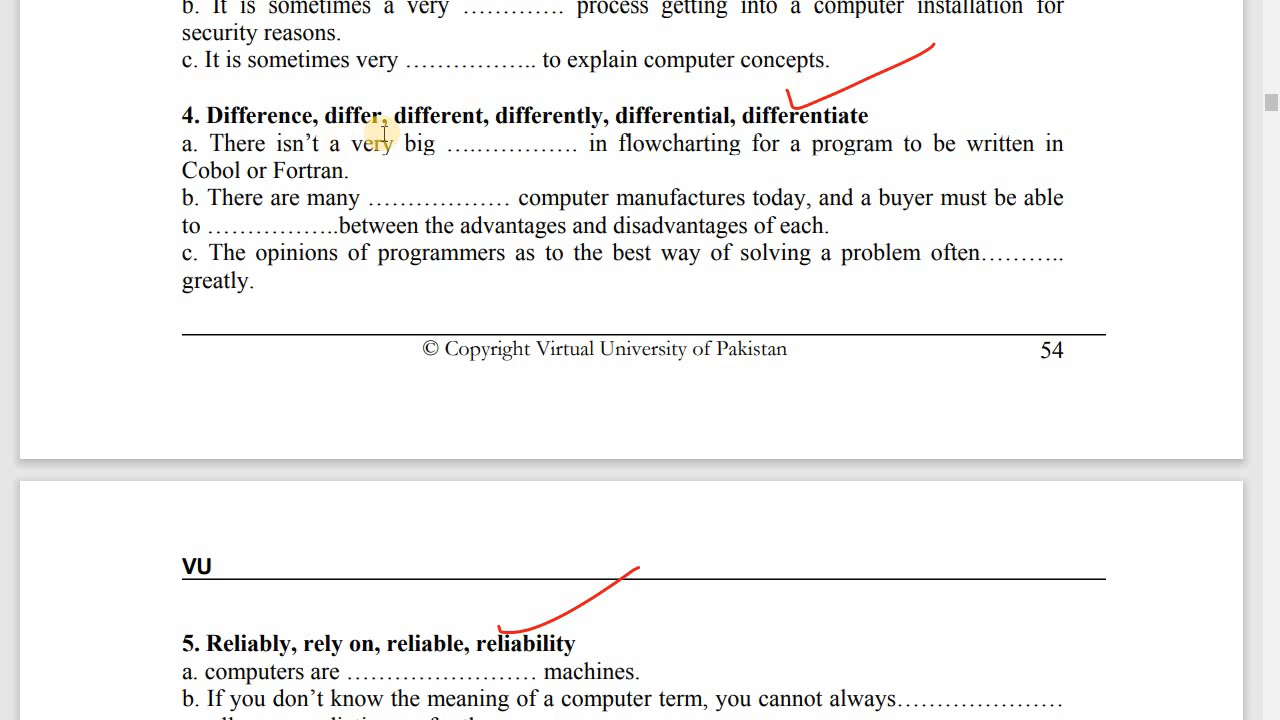 b. It is sometimes a very …………. process getting into a computer installation for
security reasons.
c. It is sometimes very …………….. to explain computer concepts.
4. Difference, differ, different, differently, differential, differentiate
a. There isn’t a very big ….…………. in flowcharting for a program to be written in
Cobol or Fortran.
b. There are many ……………… computer manufactures today, and a buyer must be able
to ……………..between the advantages and disadvantages of each.
c. The opinions of programmers as to the best way of solving a problem often………..
greatly.
© Copyright Virtual University of Pakistan 54
VU
5. Reliably, rely on, reliable, reliability
a. computers are …………………… machines.
b. If you don’t know the meaning of a computer term, you cannot always…………………